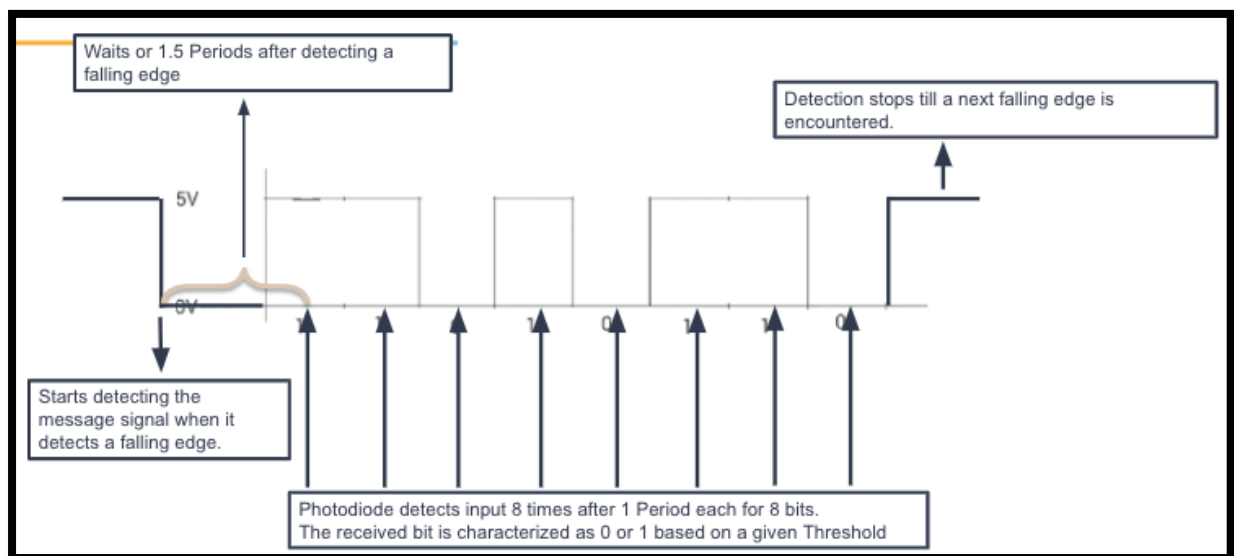 Waits or 1.5 Periods after detecting a
falling edge
Detection stops till a next falling edge is
encountered.
5V
0V
1 0 1 1 0
Starts detecting the
message signal when it
detects a falling edge.
Photodiode detects input 8 times after 1 Period each for 8 bits.
The received bit is characterized as 0 or 1 based on a given Threshold